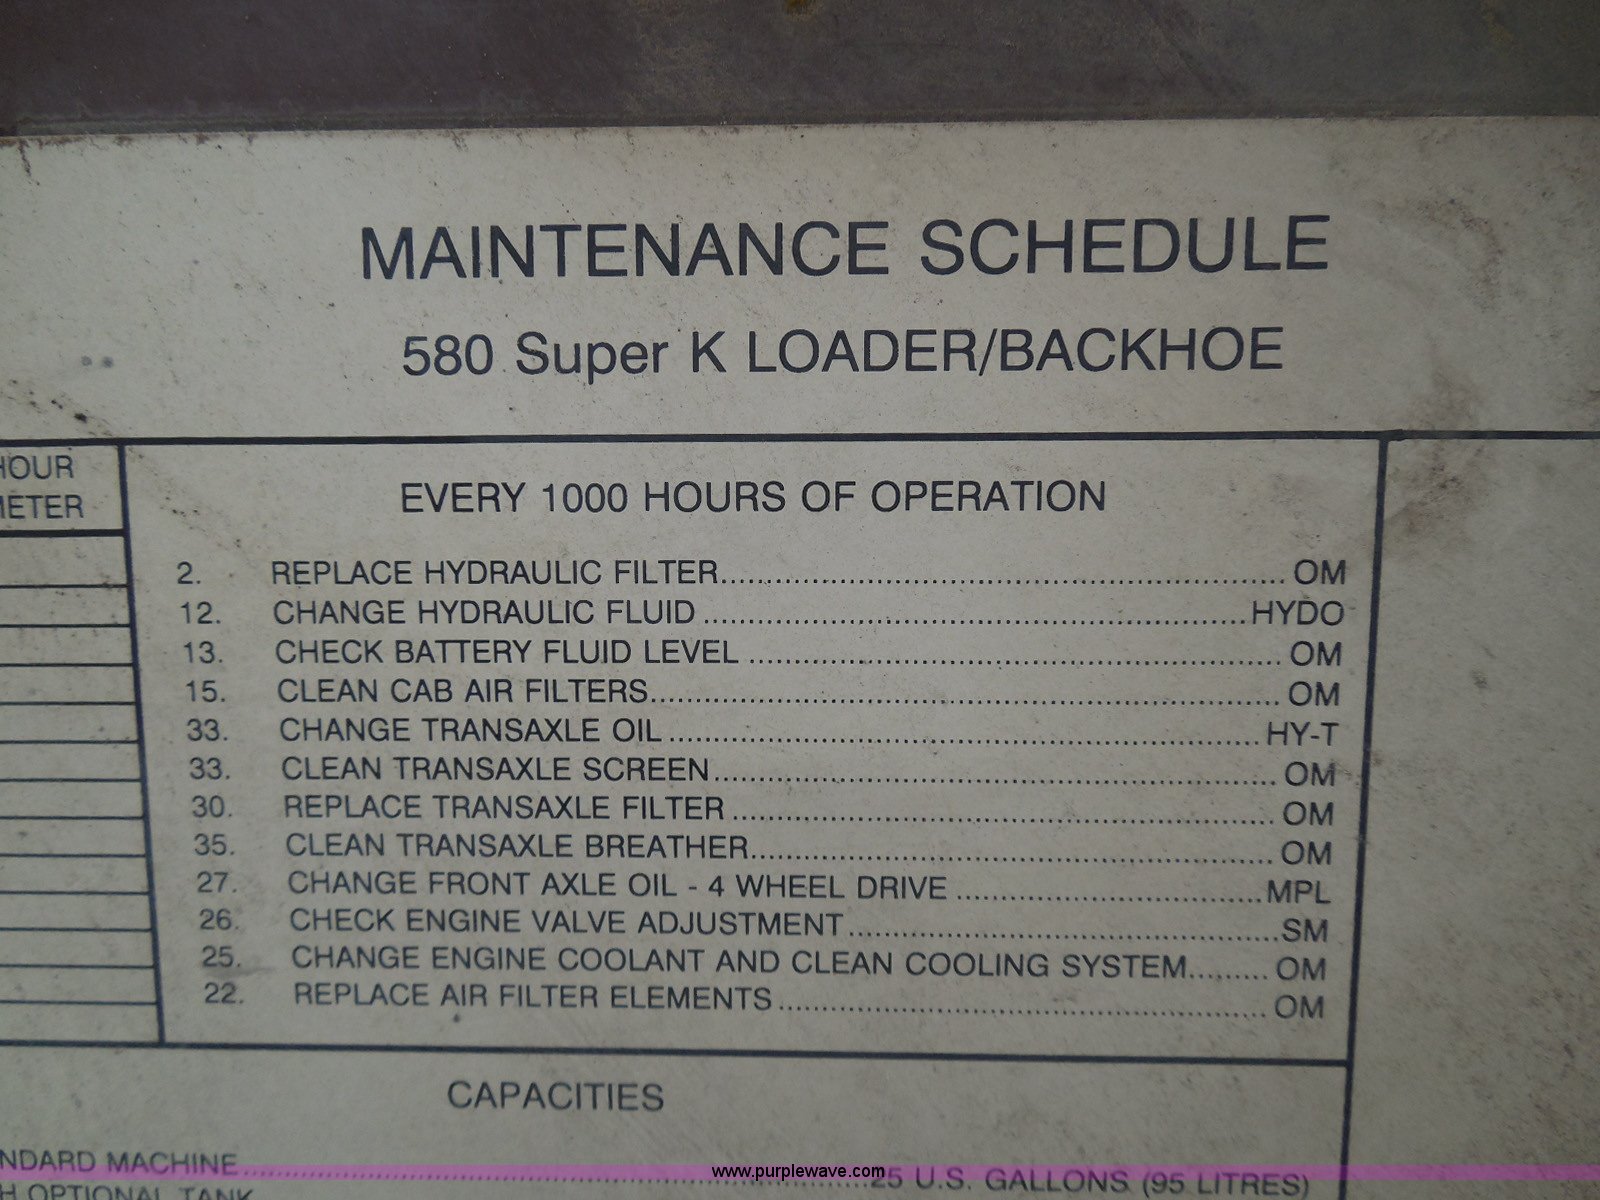 MAINTENANCE SCHEDULE
580 Super K LOADER/BACKHOE
HOUR
METER
EVERY 1000 HOURS OF OPERATION
2. REPLACE HYDRAULIC FILTER OM
12. CHANGE HYDRAULIC FLUID HYDO
13. CHECK BATTERY FLUID LEVEL OM
15. CLEAN CAB AIR FILTERS OM
33. CHANGE TRANSAXLE OIL HY-T
33. CLEAN TRANSAXLE SCREEN OM
30. REPLACE TRANSAXLE FILTER OM
35. CLEAN TRANSAXLE BREATHER OM
27. CHANGE FRONT AXLE OIL - 4 WHEEL DRIVE MPL
26. CHECK ENGINE VALVE ADJUSTMENT SM
25. CHANGE ENGINE COOLANT AND CLEAN COOLING SYSTEM OM
22. REPLACE AIR FILTER ELEMENTS OM
CAPACITIES
NDARD MACHINE 25 U.S. GALLONS (95 LITRES)
H OPTIONAL TANK
www.purplewave.com